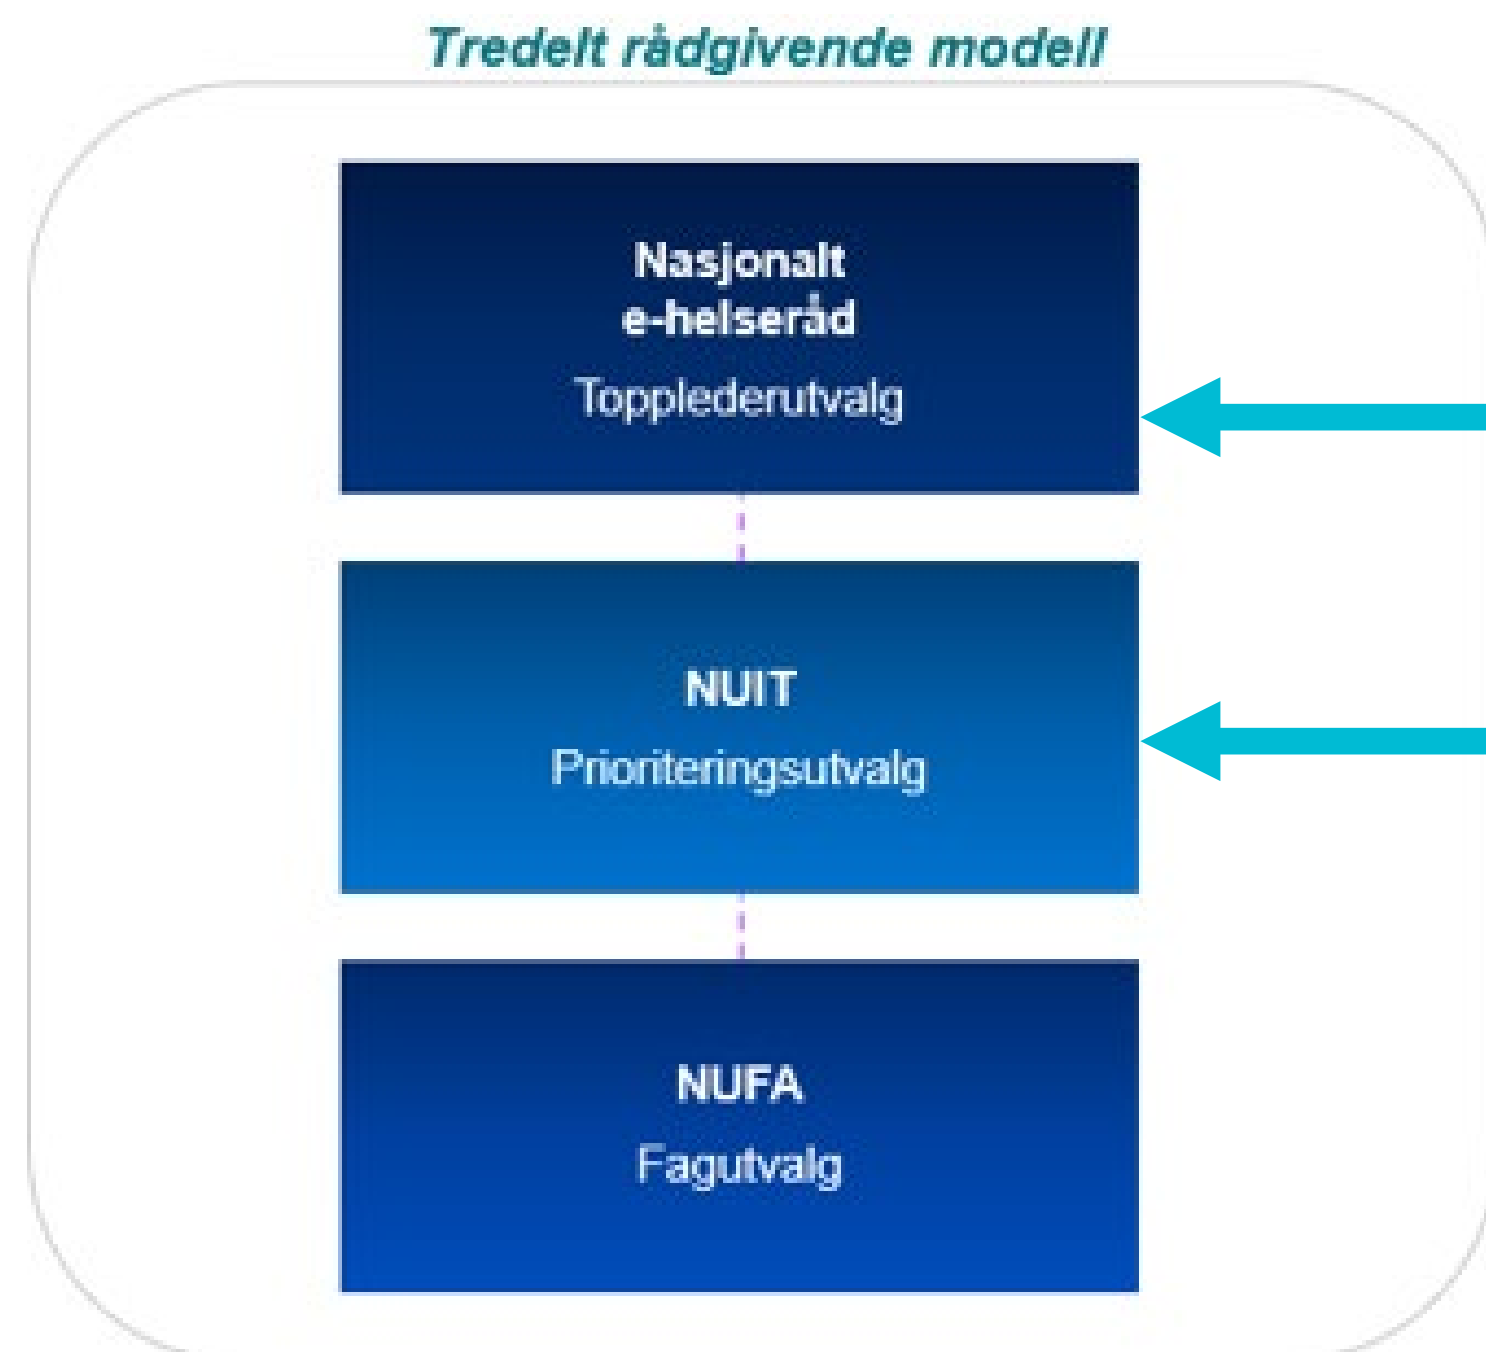 Tredelt rådgivende modell
Nasjonalt
e-helseråd
Topplederutvalg
NUIT
Prioriteringsutvalg
NUFA
Fagutvalg